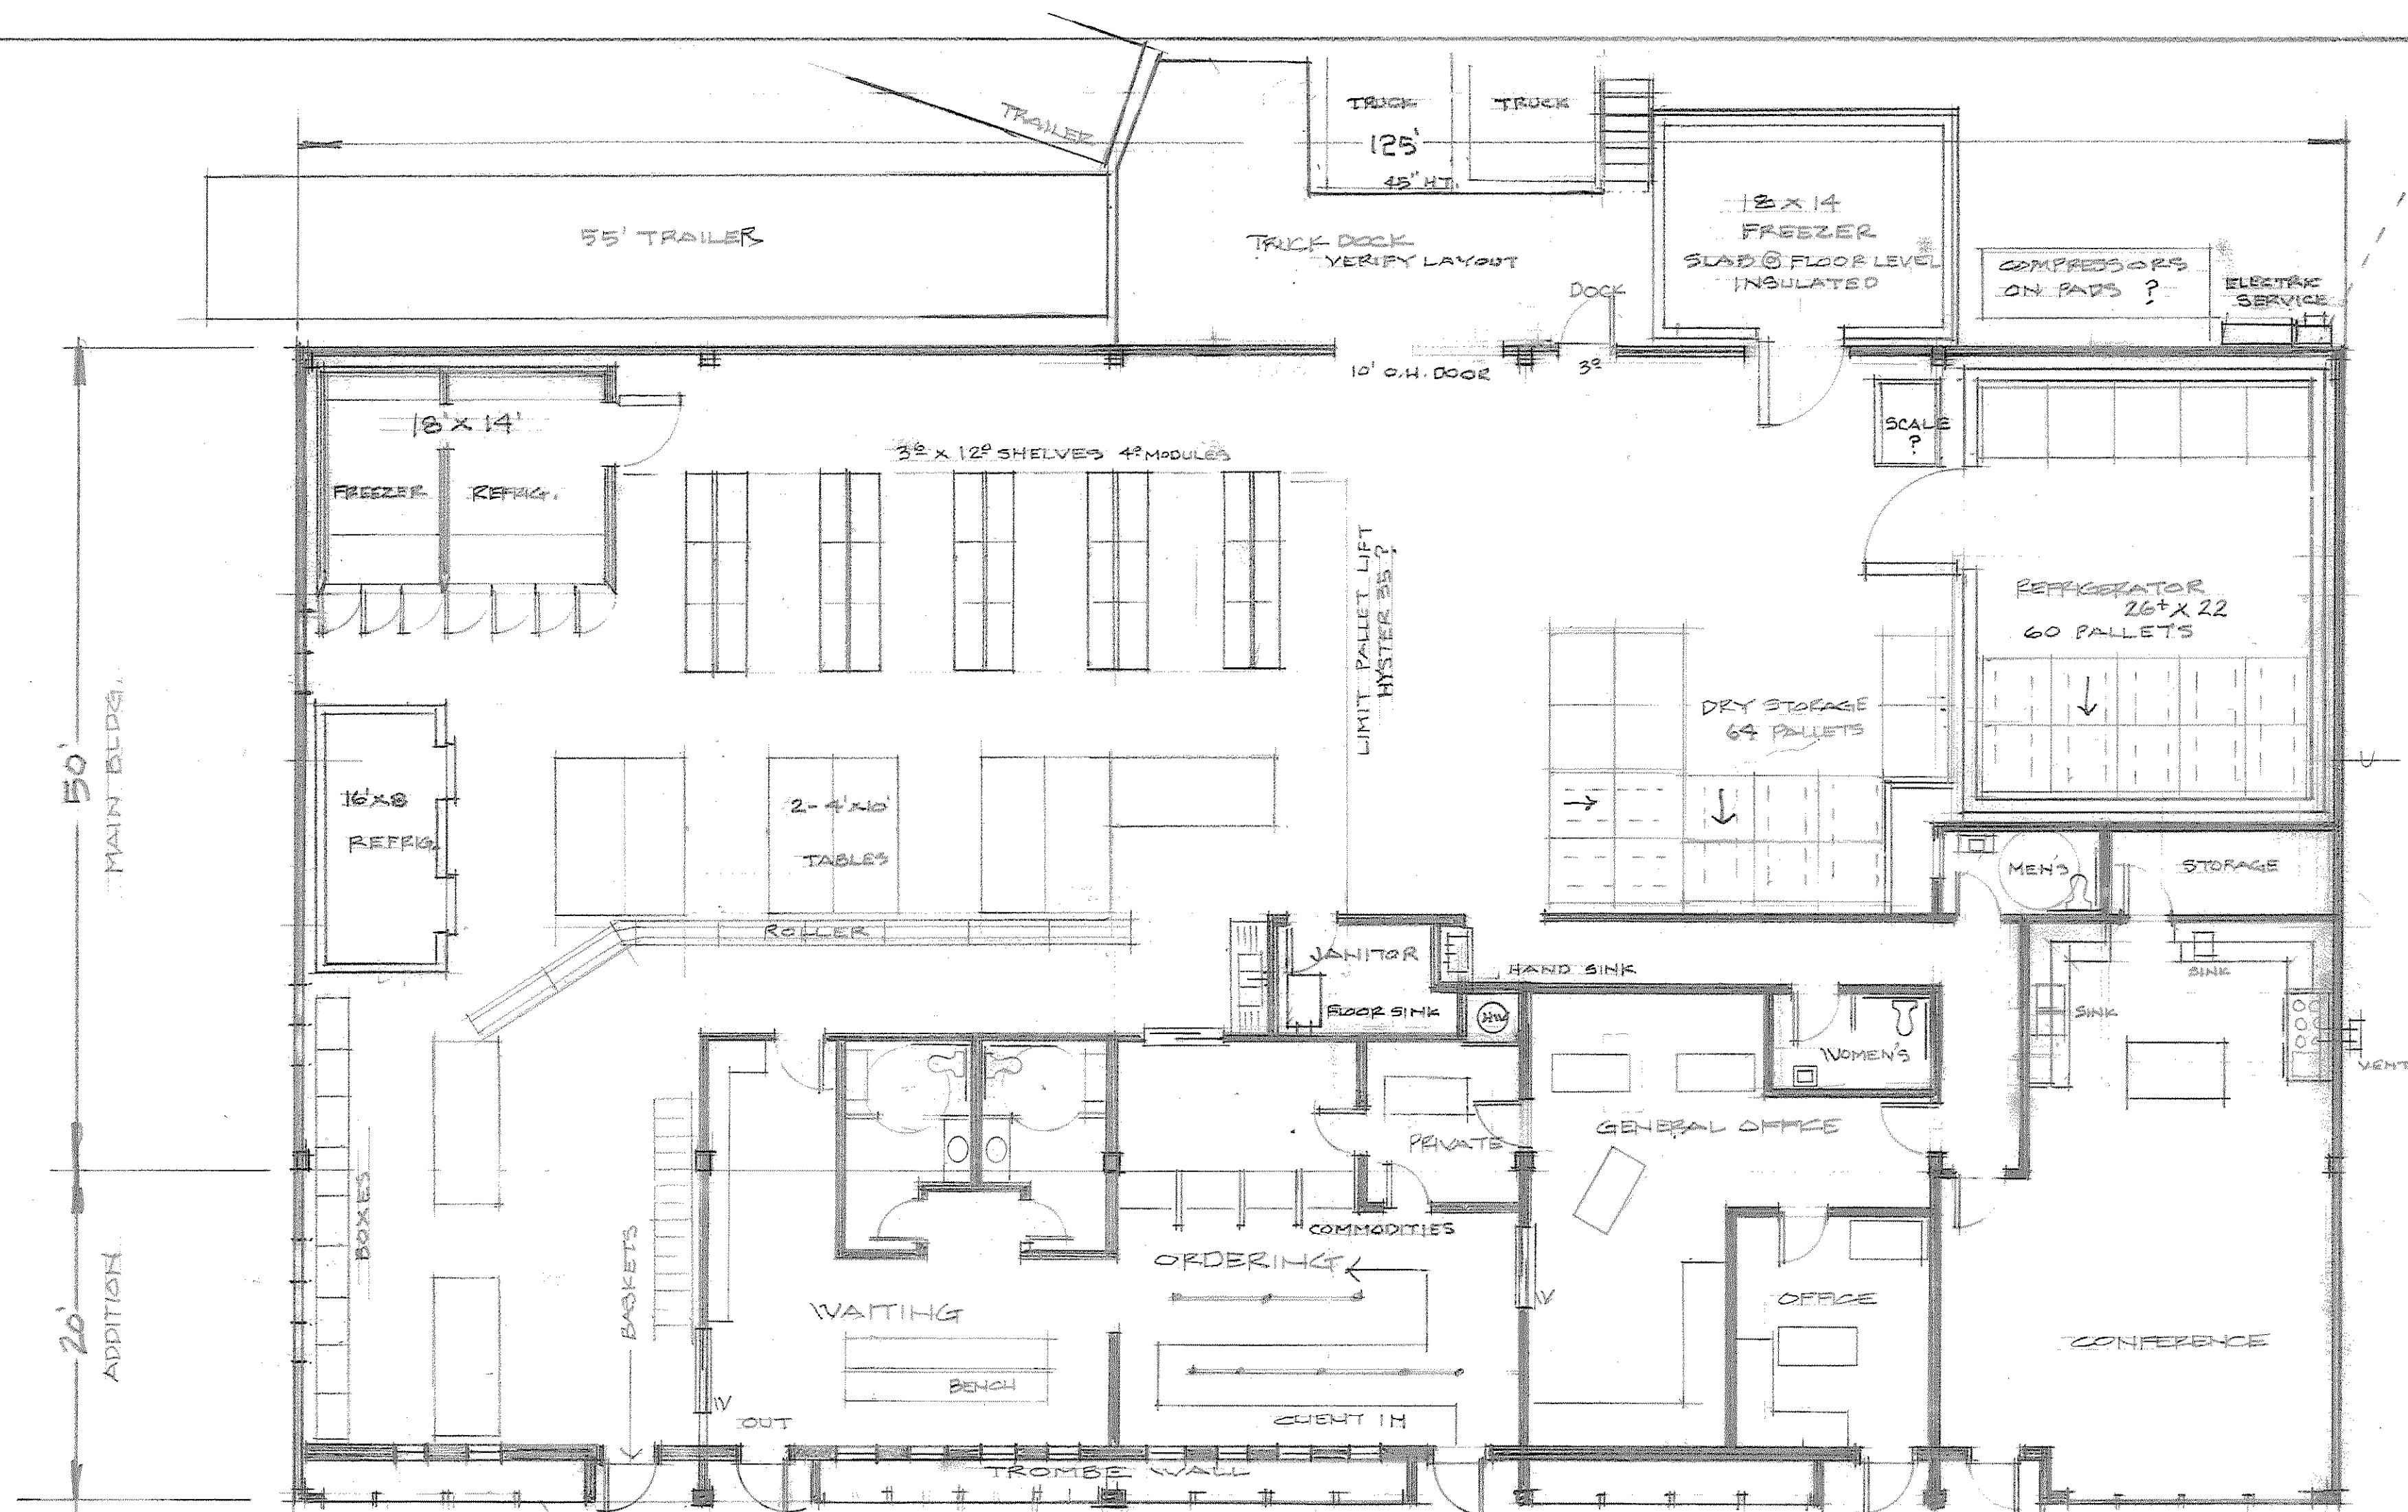 TRAILER
TRUCK
TRUCK
125'
45" HT.
55' TRAILER
TRUCK DOCK
VERIFY LAYOUT
18 X 14
FREEZER
SLAB @ FLOOR LEVEL
INSULATED
COMPRESSORS
ON PADS ?
ELECTRIC
SERVICE
DOCK
10' O.H. DOOR
3⁰
18' X 14'
FREEZER
REFRIG.
3⁰ X 12⁰ SHELVES 4⁰ MODULES
SCALE
?
LIMIT PALLET LIFT
HYSTER 35 ?
REFRIGERATOR
26⁺ X 22
60 PALLETS
DRY STORAGE
64 PALLETS
50'
MAIN BLDG.
16' X 8
REFRIG.
2 - 4' X 10'
TABLES
MEN'S
STORAGE
ROLLER
JANITOR
HAND SINK
FLOOR SINK
HW
SINK
SINK
VENT
WOMEN'S
GENERAL OFFICE
PRIVATE
BOXES
BASKETS
COMMODITIES
ORDERING
WAITING
BENCH
OFFICE
CONFERENCE
20'
ADDITION
W
W
OUT
CLIENT IN
TROMBE WALL